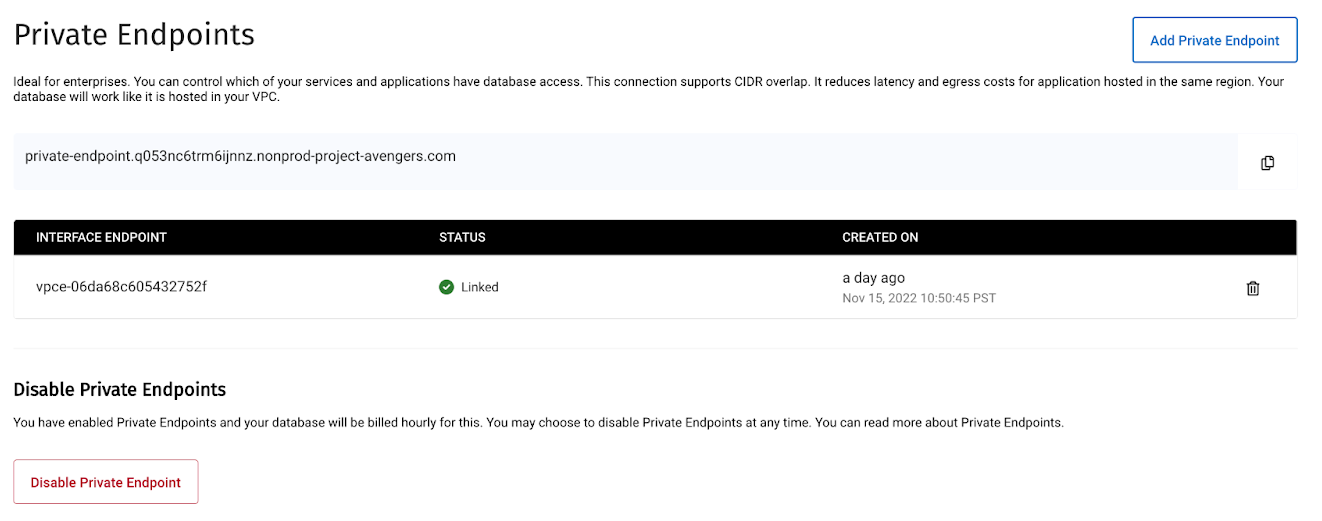 Private Endpoints
Add Private Endpoint
Ideal for enterprises. You can control which of your services and applications have database access. This connection supports CIDR overlap. It reduces latency and egress costs for application hosted in the same region. Your
database will work like it is hosted in your VPC.
private-endpoint.q053nc6trm6ijnnz.nonprod-project-avengers.com
INTERFACE ENDPOINT STATUS CREATED ON
vpce-06da68c605432752f Linked a day ago
Nov 15, 2022 10:50:45 PST
Disable Private Endpoints
You have enabled Private Endpoints and your database will be billed hourly for this. You may choose to disable Private Endpoints at any time. You can read more about Private Endpoints.
Disable Private Endpoint